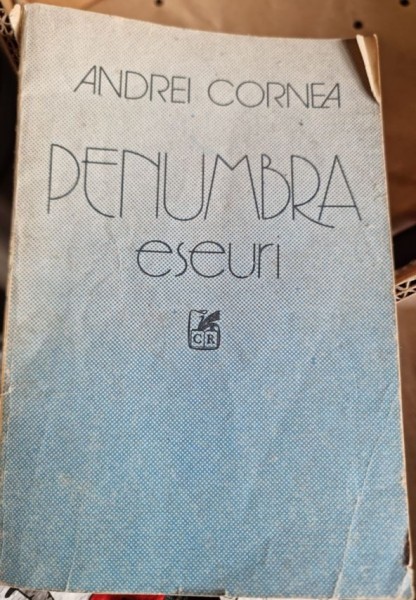 ANDREI CORNEA
PENUMBRA
eseuri
CR